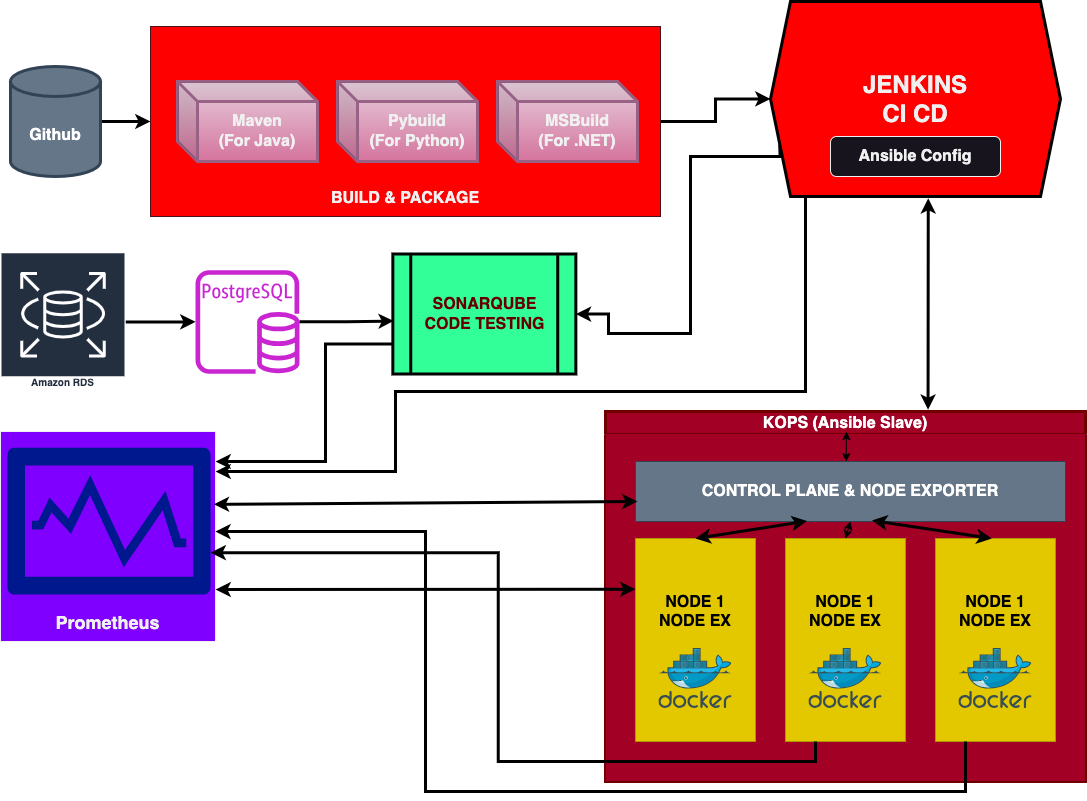 JENKINS
CI CD
Ansible Config
Github
Maven
(For Java)
Pybuild
(For Python)
MSBuild
(For .NET)
BUILD & PACKAGE
PostgreSQL
SONARQUBE
CODE TESTING
Amazon RDS
KOPS (Ansible Slave)
CONTROL PLANE & NODE EXPORTER
Prometheus
NODE 1
NODE EX
docker
NODE 1
NODE EX
docker
NODE 1
NODE EX
docker